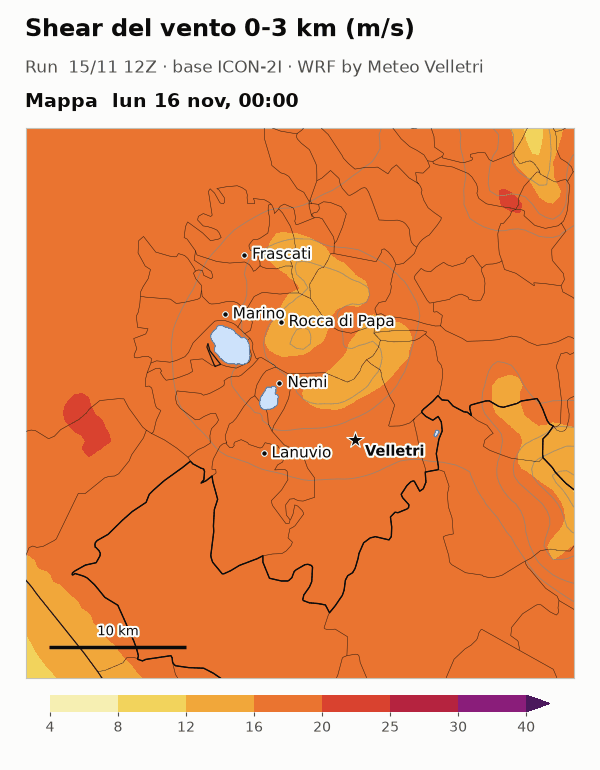 Shear del vento 0-3 km (m/s)
Run  15/11 12Z · base ICON-2I · WRF by Meteo Velletri
Mappa  lun 16 nov, 00:00
Frascati
Marino
Rocca di Papa
Nemi
Velletri
Lanuvio
10 km
4 8 12 16 20 25 30 40